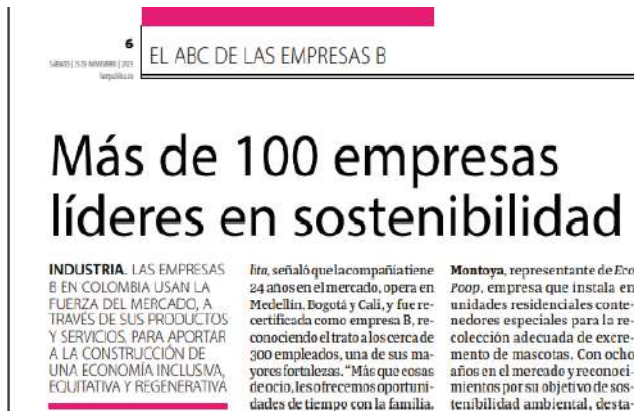 6
EL ABC DE LAS EMPRESAS B
Más de 100 empresas
líderes en sostenibilidad
INDUSTRIA. LAS EMPRESAS
B EN COLOMBIA USAN LA
FUERZA DEL MERCADO, A
TRAVÉS DE SUS PRODUCTOS
Y SERVICIOS, PARA APORTAR
A LA CONSTRUCCIÓN DE
UNA ECONOMÍA INCLUSIVA,
EQUITATIVA Y REGENERATIVA
lita, señaló que la compañía tiene
24 años en el mercado, opera en
Medellín, Bogotá y Cali, y fue re-
certificada como empresa B, re-
conociendo el trato a los cerca de
300 empleados, una de sus ma-
yores fortalezas. "Más que cosas
de ocio, les ofrecemos oportuni-
dades de tiempo con la familia,
Montoya, representante de Eco
Poop, empresa que instala en
unidades residenciales conte-
nedores especiales para la re-
colección adecuada de excre-
mento de mascotas. Con ocho
años en el mercado y reconoci-
mientos por su objetivo de sos-
tenibilidad ambiental, desta-